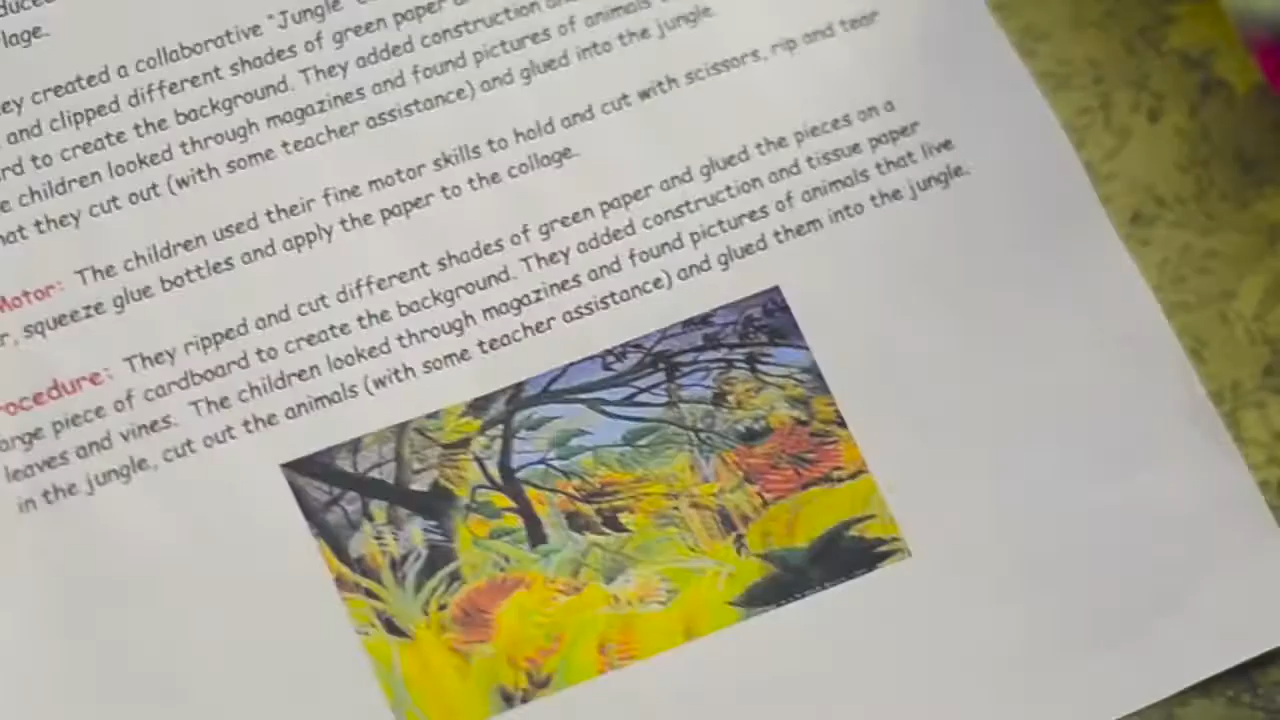 lage.
ey created a collaborative "Jungle
and clipped different shades of green paper
rd to create the background. They added construction
e children looked through magazines and found pictures of animals
hat they cut out (with some teacher assistance) and glued into the jungle.
Motor: The children used their fine motor skills to hold and cut with scissors, rip and tear
r, squeeze glue bottles and apply the paper to the collage.
ocedure: They ripped and cut different shades of green paper and glued the pieces on a
arge piece of cardboard to create the background. They added construction and tissue paper
leaves and vines. The children looked through magazines and found pictures of animals that live
in the jungle, cut out the animals (with some teacher assistance) and glued them into the jungle.